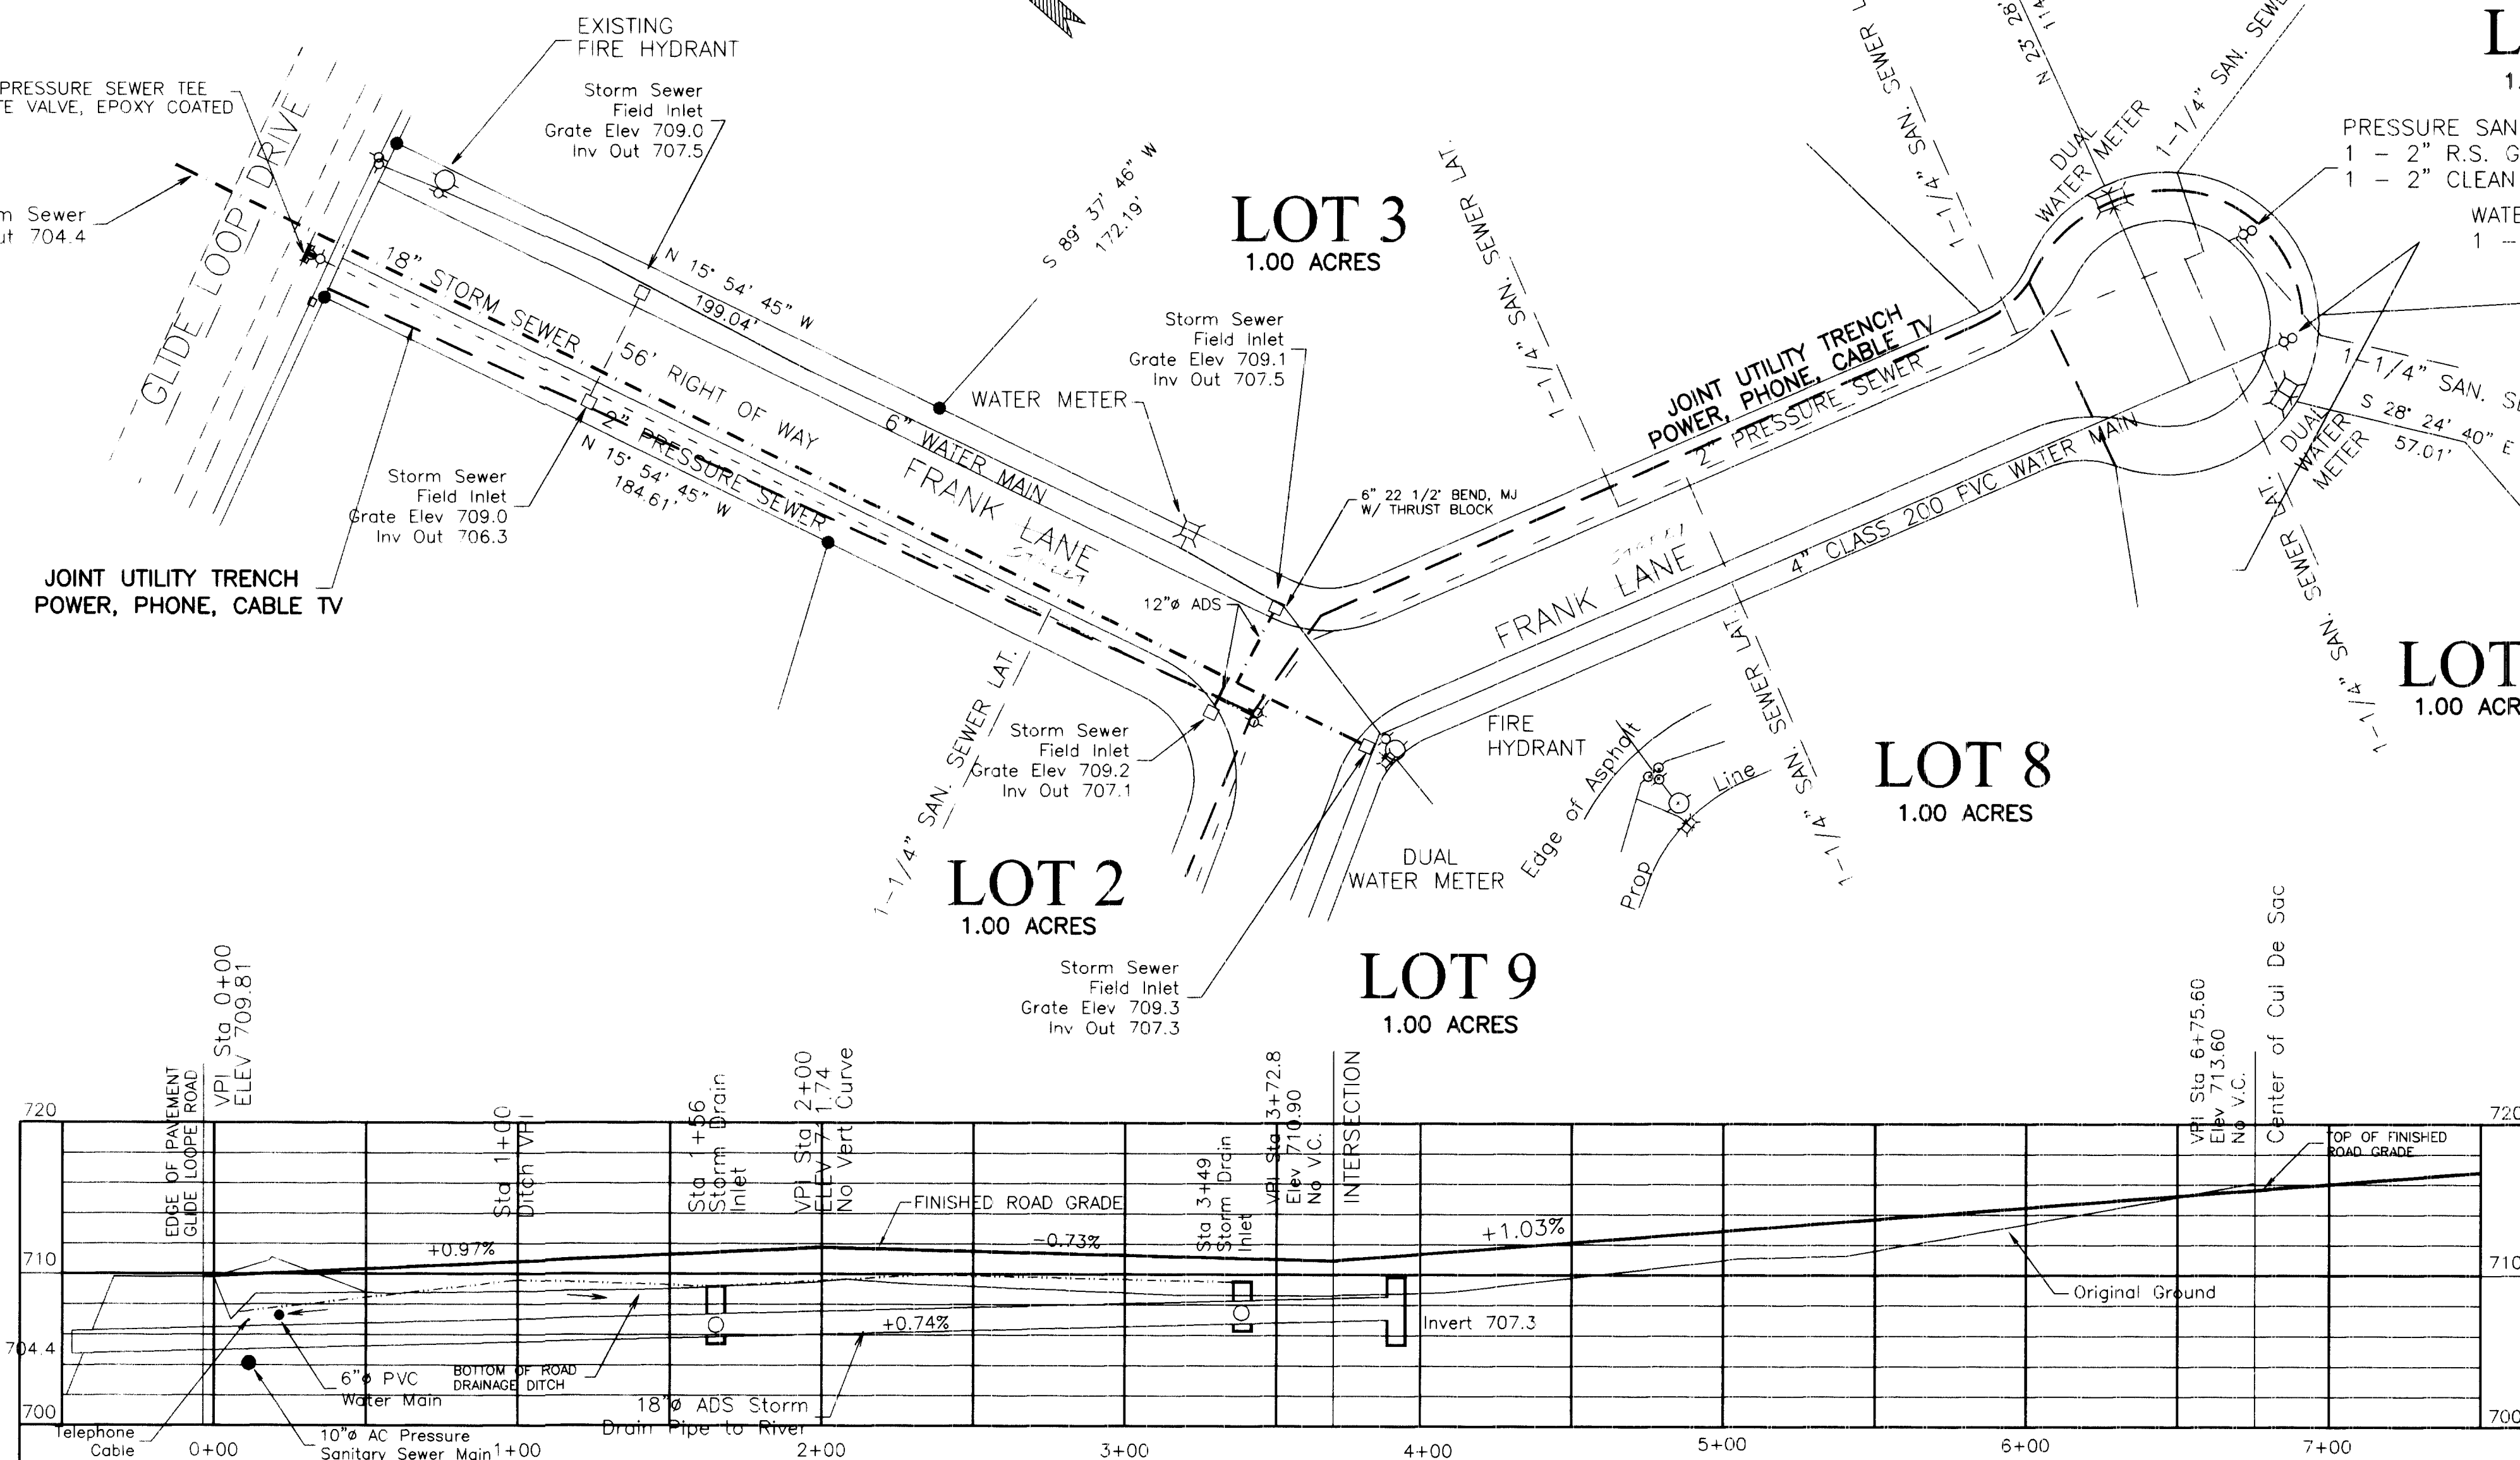 EXISTING
FIRE HYDRANT
PRESSURE SEWER TEE
VALVE, EPOXY COATED
Storm Sewer
Field Inlet
Grate Elev 709.0
Inv Out 707.5
Sewer
704.4
GLIDE LOOP DRIVE
18" STORM SEWER
N 15° 54' 45" W
199.04'
56' RIGHT OF WAY
2" PRESSURE SEWER
N 15° 54' 45" W
184.61'
6" WATER MAIN
FRANK LANE
Storm Sewer
Field Inlet
Grate Elev 709.0
Inv Out 706.3
JOINT UTILITY TRENCH
POWER, PHONE, CABLE TV
S 89° 37' 46" W
172.19'
LOT 3
1.00 ACRES
WATER METER
Storm Sewer
Field Inlet
Grate Elev 709.1
Inv Out 707.5
6" 22 1/2° BEND, MJ
W/ THRUST BLOCK
12"ø ADS
1-1/4" SAN. SEWER LAT.
1-1/4" SAN. SEWER
N 23° 28'
1-1/4" SAN.
DUAL
WATER METER
JOINT UTILITY TRENCH
POWER, PHONE, CABLE TV
2" PRESSURE SEWER
FRANK LANE
4" CLASS 200 PVC WATER MAIN
PRESSURE SAN
1 - 2" R.S.
1 - 2" CLEAN
1-1/4" SAN.
S 28° 24' 40" E
57.01'
DUAL
WATER
METER
1-1/4" SAN. SEWER LAT.
LOT
1.00
1-1/4" SAN. SEWER LAT.
Storm Sewer
Field Inlet
Grate Elev 709.2
Inv Out 707.1
LOT 2
1.00 ACRES
FIRE
HYDRANT
Edge of Asphalt
Prop Line
DUAL
WATER METER
1-1/4" SAN. SEWER LAT.
LOT 8
1.00 ACRES
Storm Sewer
Field Inlet
Grate Elev 709.3
Inv Out 707.3
LOT 9
1.00 ACRES
EDGE OF PAVEMENT
GLIDE LOOPE ROAD
VPI Sta 0+00
ELEV 709.81
Sta 1+00
Ditch VPI
Sta 1+56
Storm Drain
Inlet
VPI Sta 2+00
ELEV 711.74
No Vert Curve
Sta 3+49
Storm Drain
Inlet
VPI Sta 3+72.8
Elev 710.90
No V.C.
INTERSECTION
VPI Sta 6+75.60
Elev 713.60
No V.C.
Center of Cul De Sac
TOP OF FINISHED
ROAD GRADE
720
720
710
710
704.4
700
700
+0.97%
FINISHED ROAD GRADE
-0.73%
+1.03%
+0.74%
Invert 707.3
Original Ground
6"ø PVC
Water Main
BOTTOM OF ROAD
DRAINAGE DITCH
18"ø ADS Storm
Drain Pipe to River
Telephone
Cable
10"ø AC Pressure
Sanitary Sewer Main
0+00 1+00 2+00 3+00 4+00 5+00 6+00 7+00